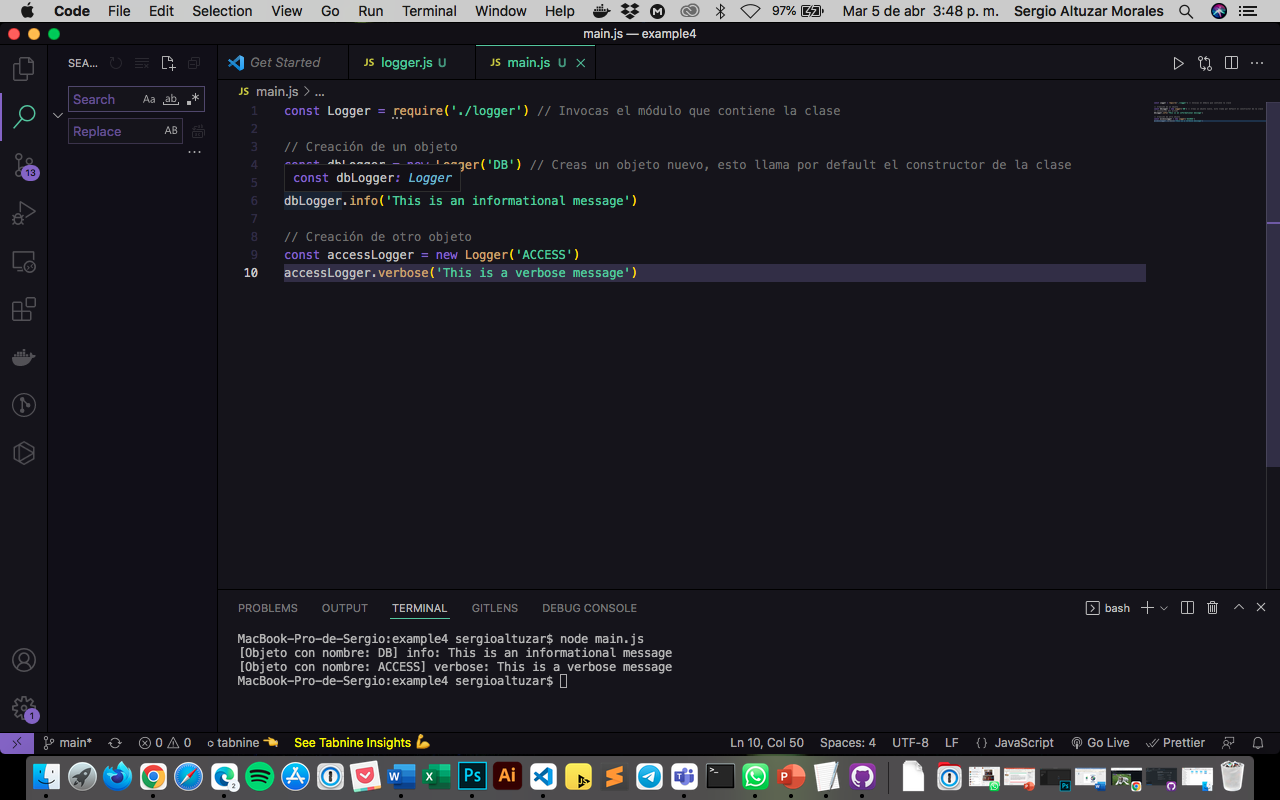 Code File Edit Selection View Go Run Terminal Window Help 97% Mar 5 de abr 3:48 p. m. Sergio Altuzar Morales
main.js — example4
SEA...
Get Started
JS logger.js U
JS main.js U
Search Aa ab
Replace AB
JS main.js > ...
1 const Logger = require('./logger') // Invocas el módulo que contiene la clase
2
3 // Creación de un objeto
4 const dbLogger = new Logger('DB') // Creas un objeto nuevo, esto llama por default el constructor de la clase
5 const dbLogger: Logger
6 dbLogger.info('This is an informational message')
7
8 // Creación de otro objeto
9 const accessLogger = new Logger('ACCESS')
10 accessLogger.verbose('This is a verbose message')
13
PROBLEMS OUTPUT TERMINAL GITLENS DEBUG CONSOLE bash
MacBook-Pro-de-Sergio:example4 sergioaltuzar$ node main.js
[Objeto con nombre: DB] info: This is an informational message
[Objeto con nombre: ACCESS] verbose: This is a verbose message
MacBook-Pro-de-Sergio:example4 sergioaltuzar$
1
main* 0 0 tabnine See Tabnine Insights Ln 10, Col 50 Spaces: 4 UTF-8 LF {} JavaScript Go Live Prettier
2 W X Ps Ai P